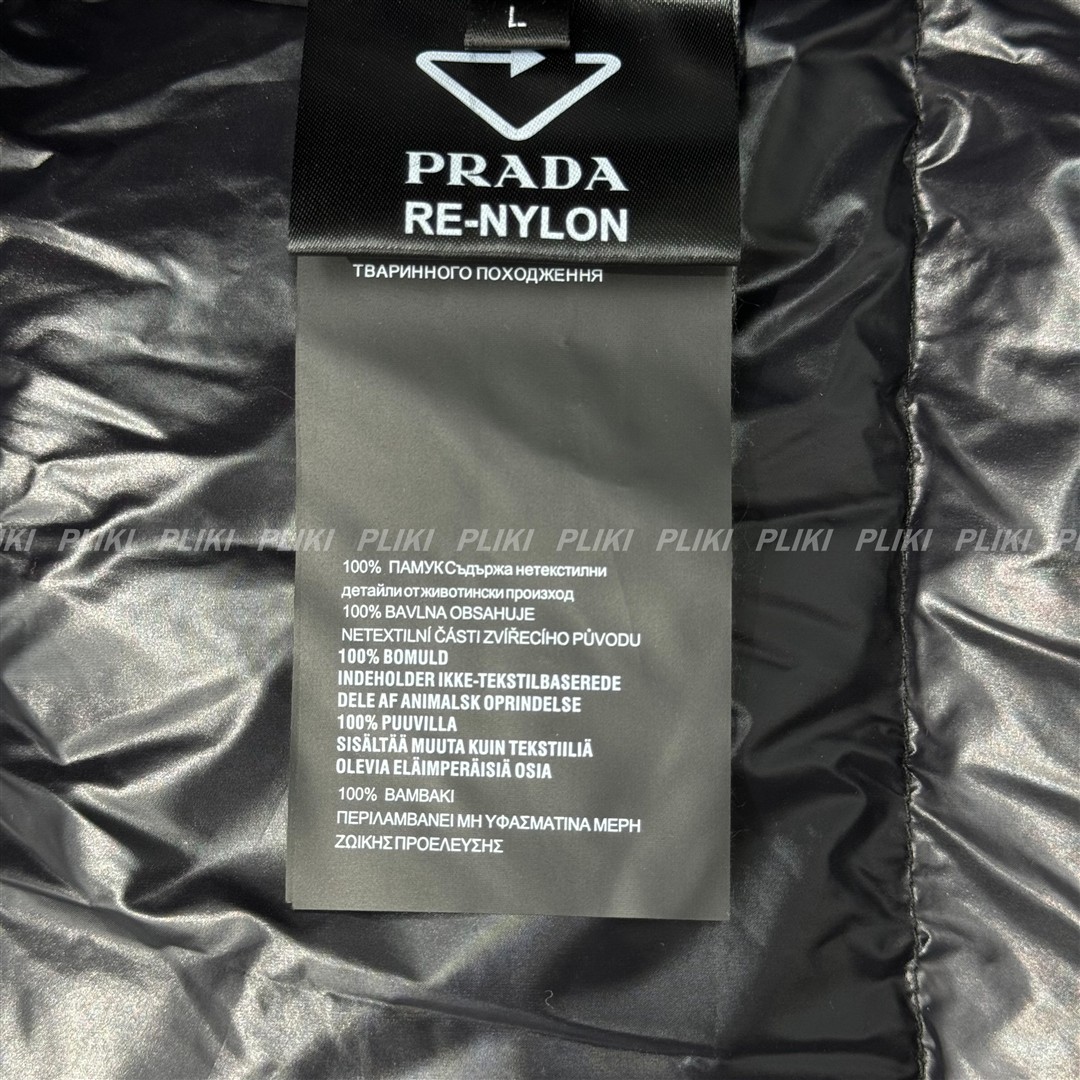 L
PRADA
RE-NYLON
ТВАРИННОГО ПОХОДЖЕННЯ
PLIKI PLIKI PLIKI PLIKI PLIKI PLIKI PLIKI PLIKI PLIKI PLIKI
100% ПАМУК Съдържа нетекстилни
детайли от животински произход
100% BAVLNA OBSAHUJE
NETEXTILNÍ ČÁSTI ZVÍŘECÍHO PŮVODU
100% BOMULD
INDEHOLDER IKKE-TEKSTILBASEREDE
DELE AF ANIMALSK OPRINDELSE
100% PUUVILLA
SISÄLTÄÄ MUUTA KUIN TEKSTIILIÄ
OLEVIA ELÄIMPERÄISIÄ OSIA
100% ΒΑΜΒΑΚΙ
ΠΕΡΙΛΑΜΒΑΝΕΙ ΜΗ ΥΦΑΣΜΑΤΙΝΑ ΜΕΡΗ
ΖΩΙΚΗΣ ΠΡΟΕΛΕΥΣΗΣ